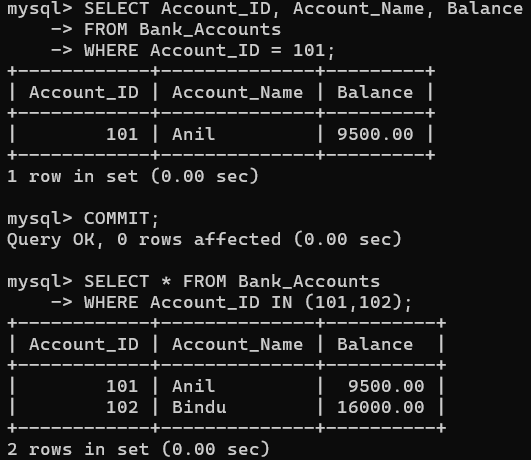 mysql> SELECT Account_ID, Account_Name, Balance
    -> FROM Bank_Accounts
    -> WHERE Account_ID = 101;
+------------+--------------+---------+
| Account_ID | Account_Name | Balance |
+------------+--------------+---------+
|        101 | Anil         | 9500.00 |
+------------+--------------+---------+
1 row in set (0.00 sec)

mysql> COMMIT;
Query OK, 0 rows affected (0.00 sec)

mysql> SELECT * FROM Bank_Accounts
    -> WHERE Account_ID IN (101,102);
+------------+--------------+----------+
| Account_ID | Account_Name | Balance  |
+------------+--------------+----------+
|        101 | Anil         |  9500.00 |
|        102 | Bindu        | 16000.00 |
+------------+--------------+----------+
2 rows in set (0.00 sec)